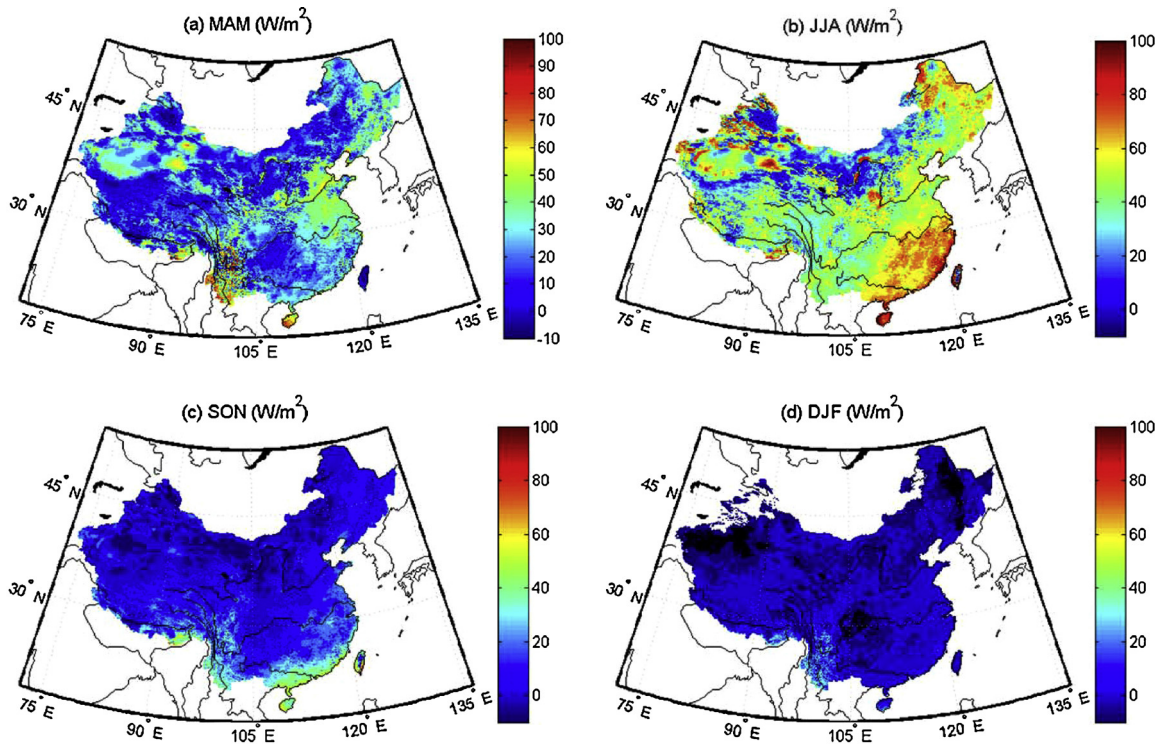 (a) MAM (W/m2)
100
90
80
70
60
50
40
30
20
10
0
-10
45° N
30° N
75° E
90° E
105° E
120° E
135° E
(b) JJA (W/m2)
100
80
60
40
20
0
45° N
30° N
75° E
90° E
105° E
120° E
135° E
(c) SON (W/m2)
100
80
60
40
20
0
45°
30° N
75° E
90° E
105° E
120° E
135° E
(d) DJF (W/m2)
100
80
60
40
20
0
45°
30° N
75° E
90° E
105° E
120° E
135° E